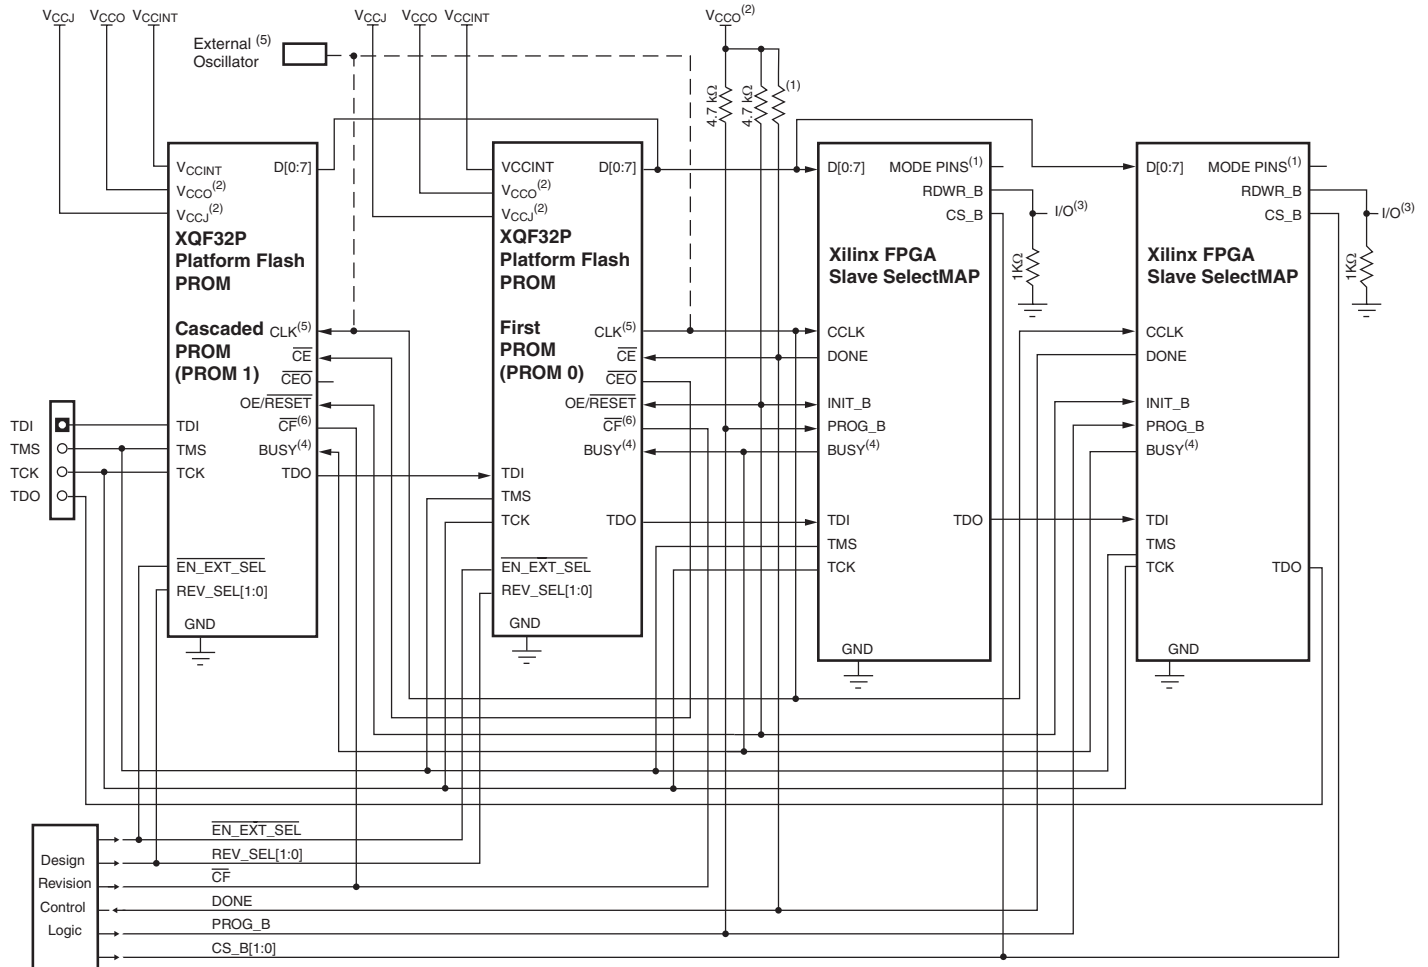 VCCJ VCCO VCCINT
VCCJ VCCO VCCINT
VCCO(2)
External (5)
Oscillator
4.7 kΩ
4.7 kΩ
(1)
VCCINT
VCCO(2)
VCCJ(2)
D[0:7]
XQF32P
Platform Flash
PROM
Cascaded
PROM
(PROM 1)
CLK(5)
CE
CEO
OE/RESET
CF(6)
BUSY(4)
TDO
TDI
TMS
TCK
EN_EXT_SEL
REV_SEL[1:0]
GND
TDI
TMS
TCK
TDO
VCCINT
VCCO(2)
VCCJ(2)
D[0:7]
XQF32P
Platform Flash
PROM
First
PROM
(PROM 0)
CLK(5)
CE
CEO
OE/RESET
CF(6)
BUSY(4)
TDI
TMS
TCK
TDO
EN_EXT_SEL
REV_SEL[1:0]
GND
D[0:7]
MODE PINS(1)
RDWR_B
CS_B
I/O(3)
1KΩ
Xilinx FPGA
Slave SelectMAP
CCLK
DONE
INIT_B
PROG_B
BUSY(4)
TDI
TMS
TCK
TDO
GND
D[0:7]
MODE PINS(1)
RDWR_B
CS_B
I/O(3)
1KΩ
Xilinx FPGA
Slave SelectMAP
CCLK
DONE
INIT_B
PROG_B
BUSY(4)
TDI
TMS
TCK
TDO
GND
Design
Revision
Control
Logic
EN_EXT_SEL
REV_SEL[1:0]
CF
DONE
PROG_B
CS_B[1:0]